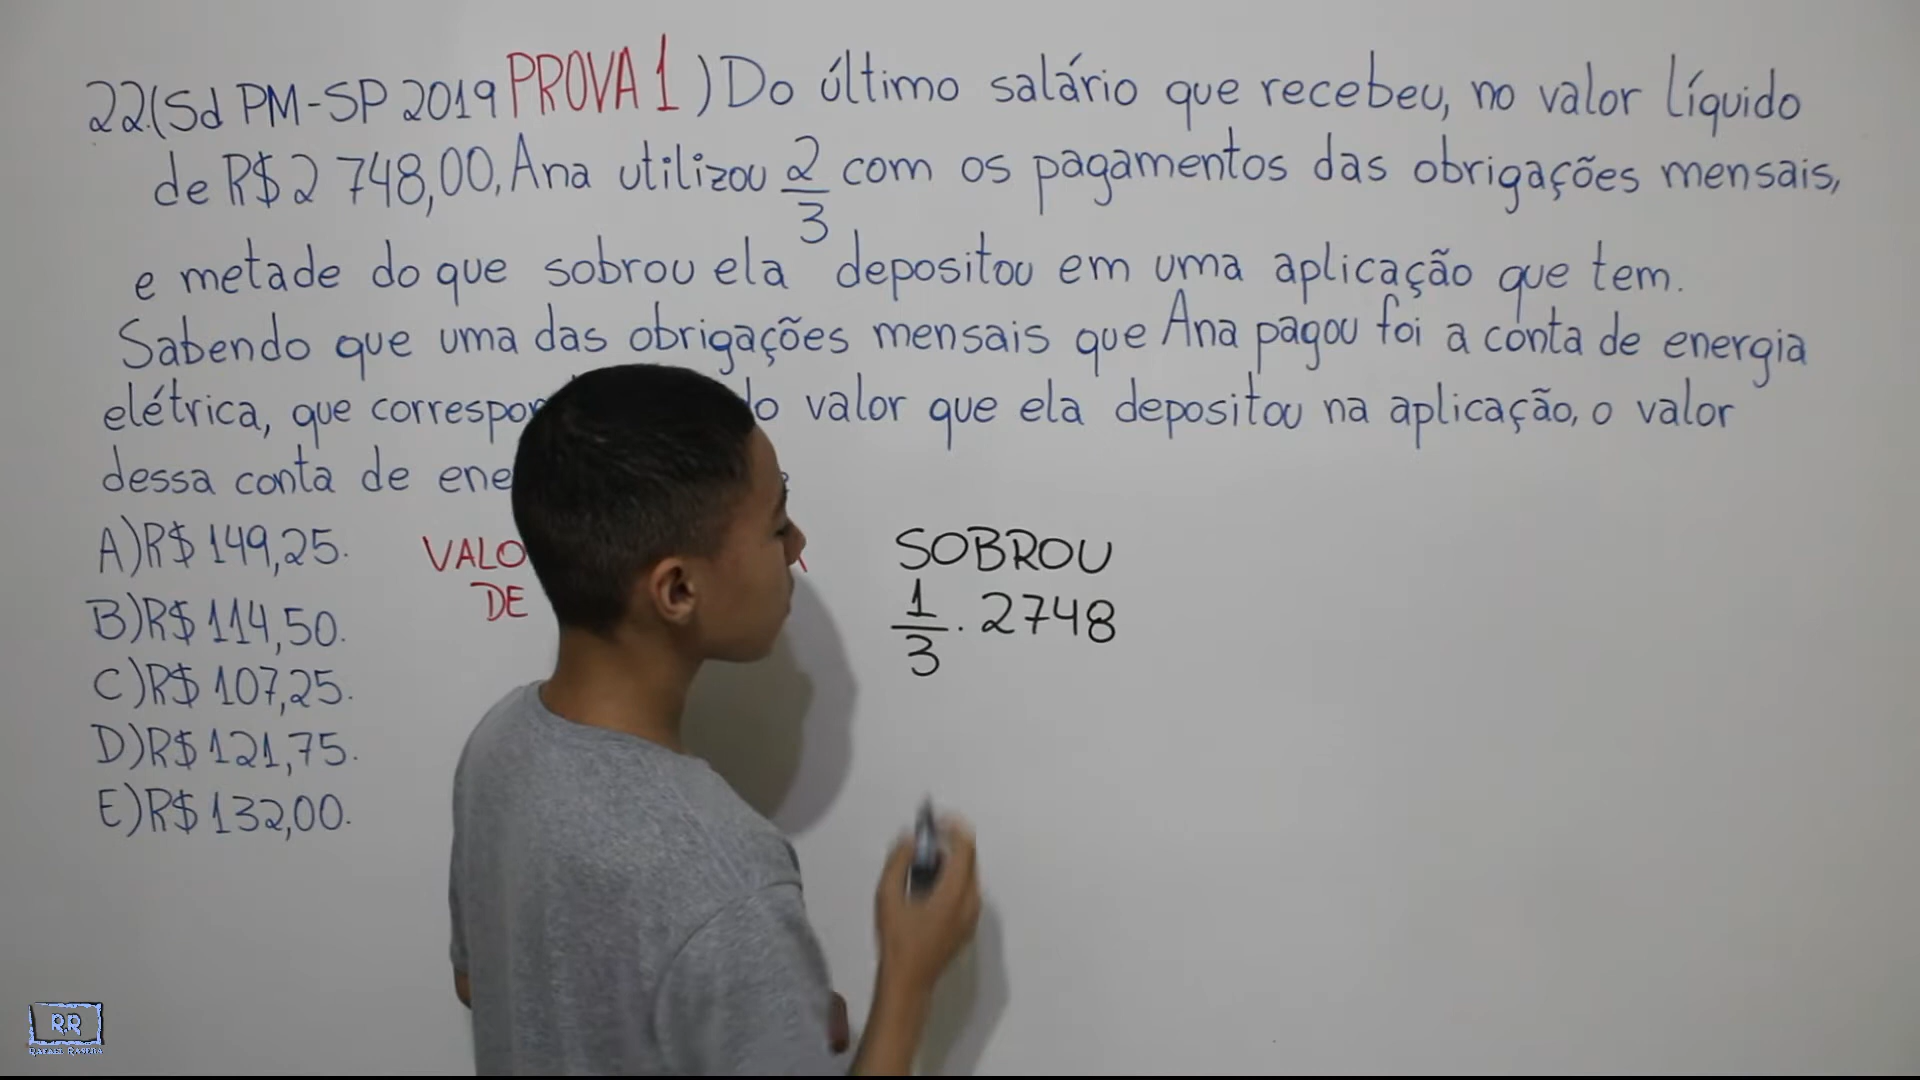 22.(Sd PM-SP 2019 PROVA 1) Do último salário que recebeu, no valor líquido
de R$ 2 748,00, Ana utilizou 2/3 com os pagamentos das obrigações mensais,
e metade do que sobrou ela depositou em uma aplicação que tem.
Sabendo que uma das obrigações mensais que Ana pagou foi a conta de energia
elétrica, que do valor que ela depositou na aplicação, o valor
dessa conta de
A) R$ 149,25.
B) R$ 114,50.
C) R$ 107,25.
D) R$ 121,75.
E) R$ 132,00.
DE
SOBROU
1/3 . 2748
RR